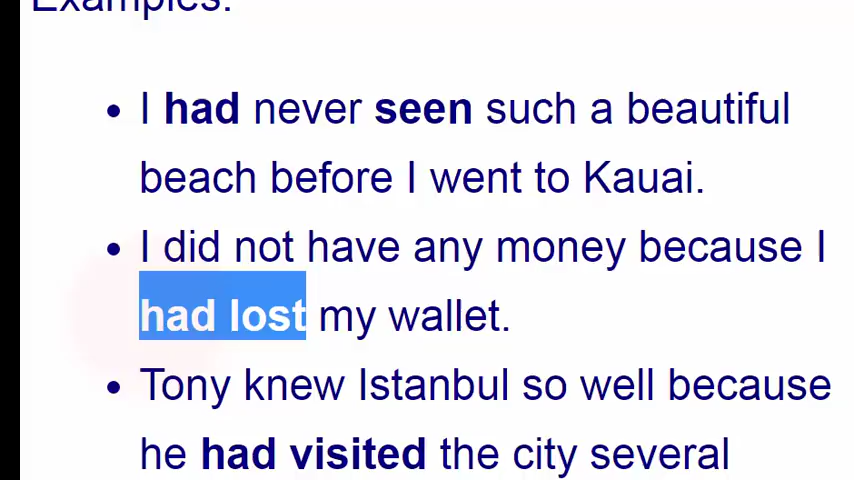 Examples:
• I had never seen such a beautiful
beach before I went to Kauai.
• I did not have any money because I
had lost my wallet.
• Tony knew Istanbul so well because
he had visited the city several